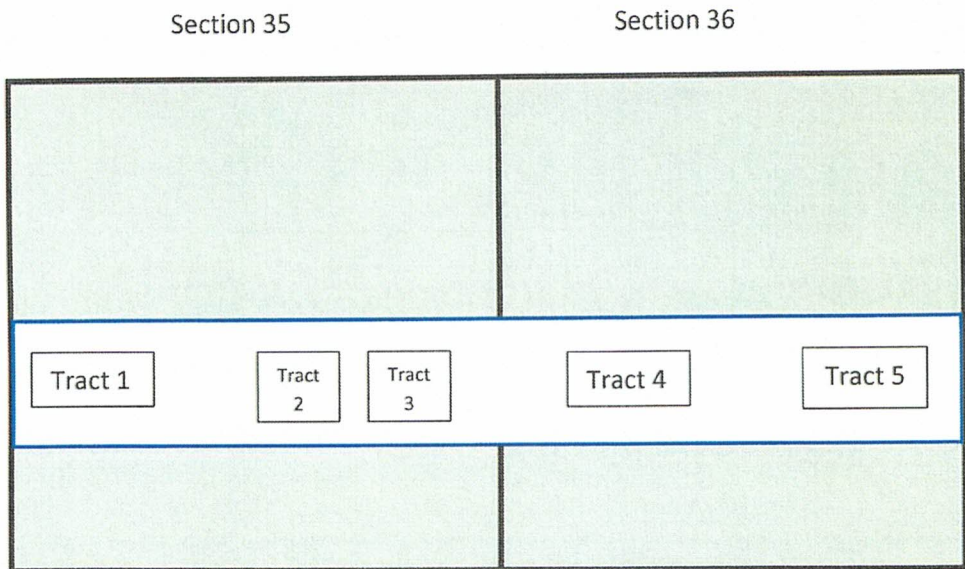 Section 35
Section 36
Tract 1
Tract
2
Tract
3
Tract 4
Tract 5